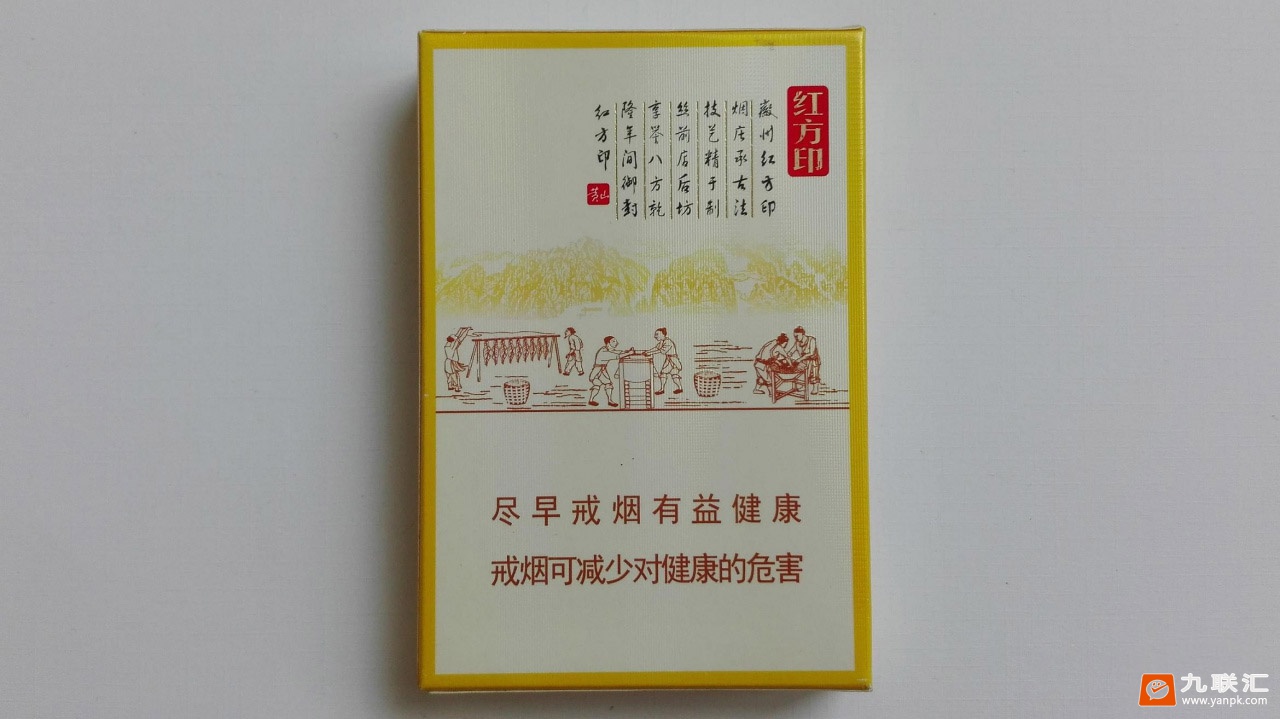 红方印
徽州红方印
烟庄承古法
技艺精于制
丝前店后坊
享誉八方乾
隆年间御封
红方印
黄山
尽早戒烟有益健康
戒烟可减少对健康的危害
九联汇
www.yanpk.com